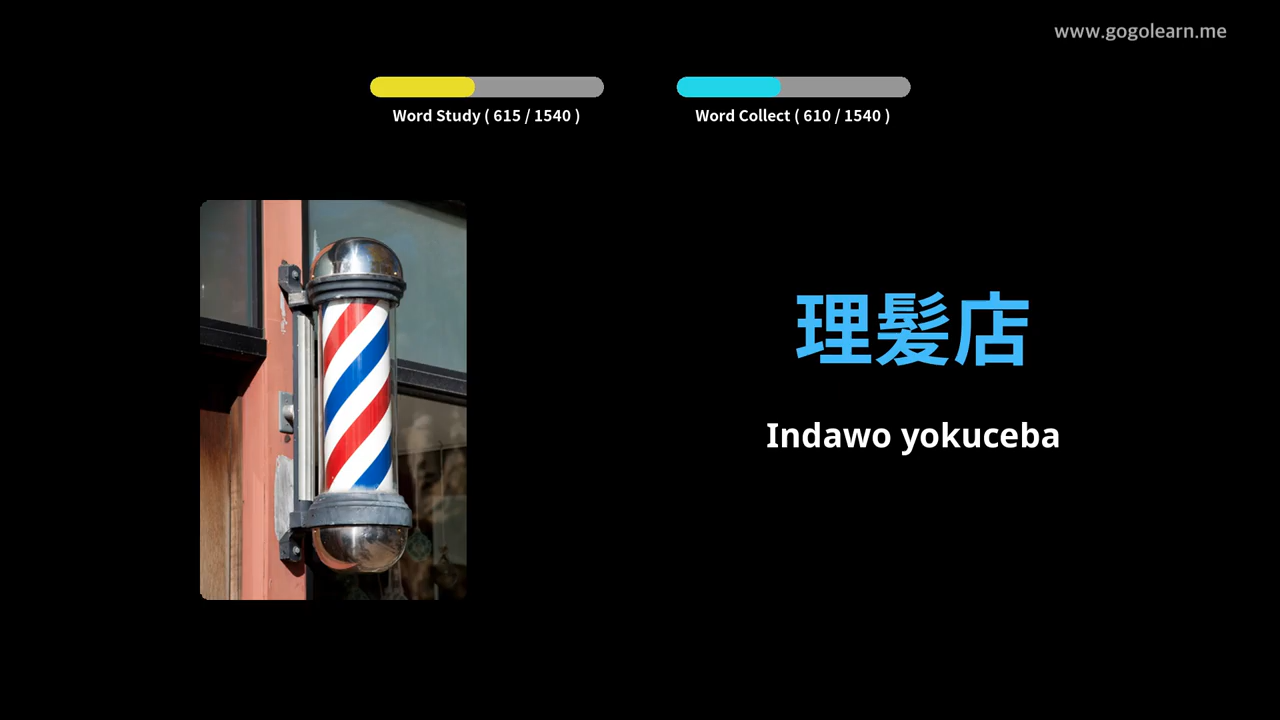 www.gogolearn.me
Word Study ( 615 / 1540 )
Word Collect ( 610 / 1540 )
理髪店
Indawo yokuceba